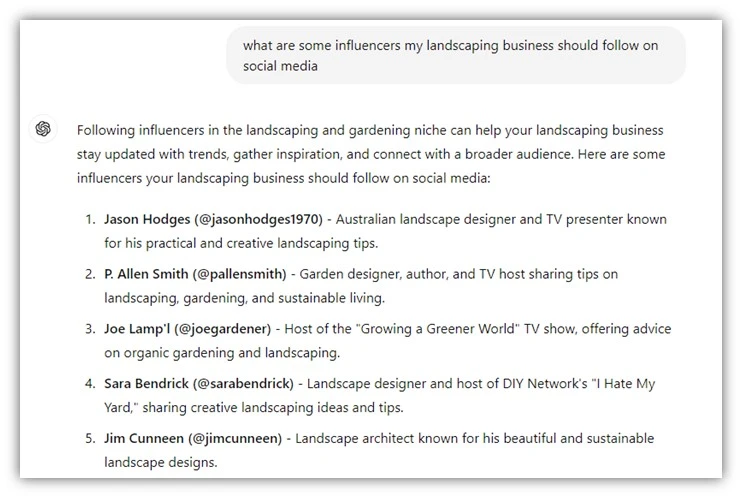 what are some influencers my landscaping business should follow on
social media
Following influencers in the landscaping and gardening niche can help your landscaping business
stay updated with trends, gather inspiration, and connect with a broader audience. Here are some
influencers your landscaping business should follow on social media:
1. Jason Hodges (@jasonhodges1970) - Australian landscape designer and TV presenter known
for his practical and creative landscaping tips.
2. P. Allen Smith (@pallensmith) - Garden designer, author, and TV host sharing tips on
landscaping, gardening, and sustainable living.
3. Joe Lamp'l (@joegardener) - Host of the "Growing a Greener World" TV show, offering advice
on organic gardening and landscaping.
4. Sara Bendrick (@sarabendrick) - Landscape designer and host of DIY Network's "I Hate My
Yard," sharing creative landscaping ideas and tips.
5. Jim Cunneen (@jimcunneen) - Landscape architect known for his beautiful and sustainable
landscape designs.